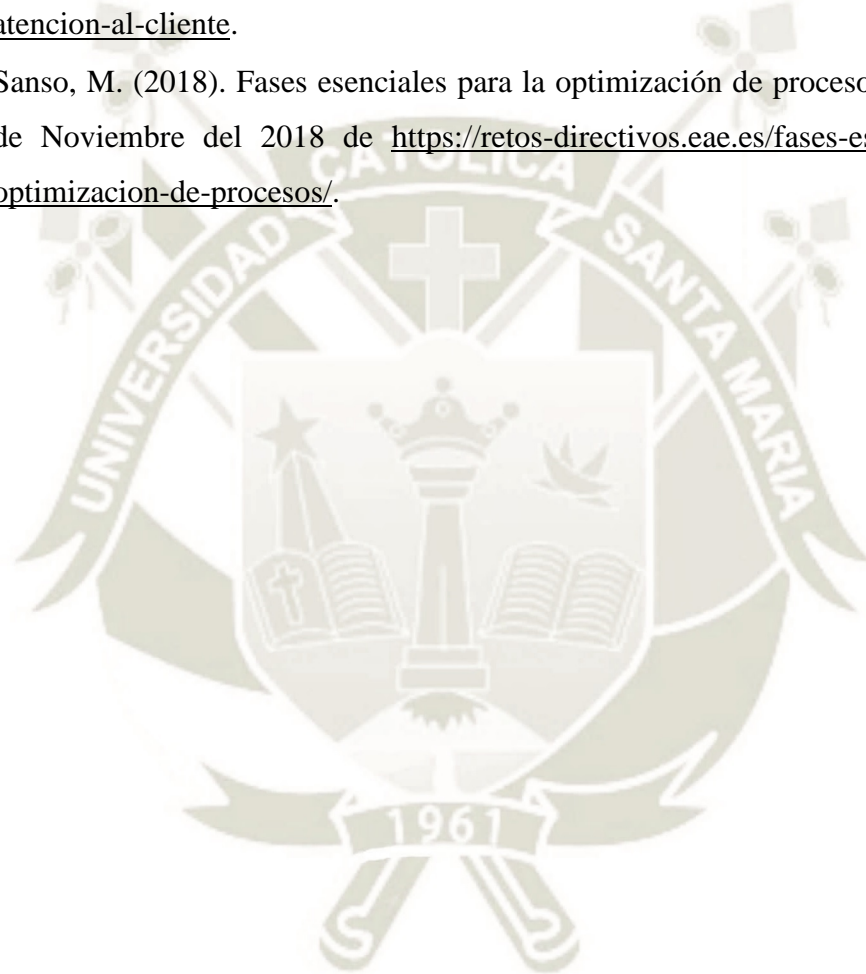 atencion-al-cliente.
Sanso, M. (2018). Fases esenciales para la optimización de proceso
de Noviembre del 2018 de https://retos-directivos.eae.es/fases-es
optimizacion-de-procesos/.
UNIVERSIDAD CATOLICA SANTA MARIA
1961